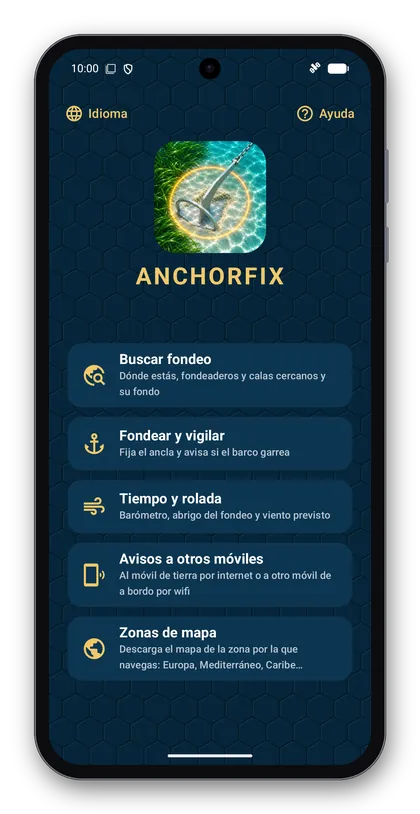 10:00
Idioma
Ayuda
ANCHORFIX
Buscar fondeo
Dónde estás, fondeaderos y calas cercanos y
su fondo
Fondear y vigilar
Fija el ancla y avisa si el barco garrea
Tiempo y rolada
Barómetro, abrigo del fondeo y viento previsto
Avisos a otros móviles
Al móvil de tierra por internet o a otro móvil de
a bordo por wifi
Zonas de mapa
Descarga el mapa de la zona por la que
navegas: Europa, Mediterráneo, Caribe…